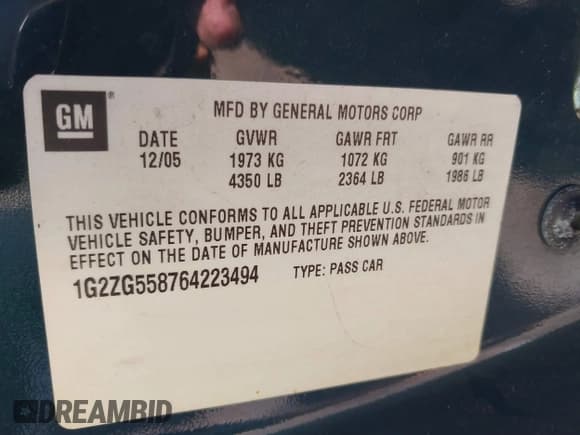 GM®
MFD BY GENERAL MOTORS CORP
DATE GVWR GAWR FRT GAWR RR
12/05 1973 KG 1072 KG 901 KG
4350 LB 2364 LB 1986 LB
THIS VEHICLE CONFORMS TO ALL APPLICABLE U.S. FEDERAL MOTOR
VEHICLE SAFETY, BUMPER, AND THEFT PREVENTION STANDARDS IN
EFFECT ON THE DATE OF MANUFACTURE SHOWN ABOVE.
1G2ZG558764223494 TYPE: PASS CAR
DREAMBID